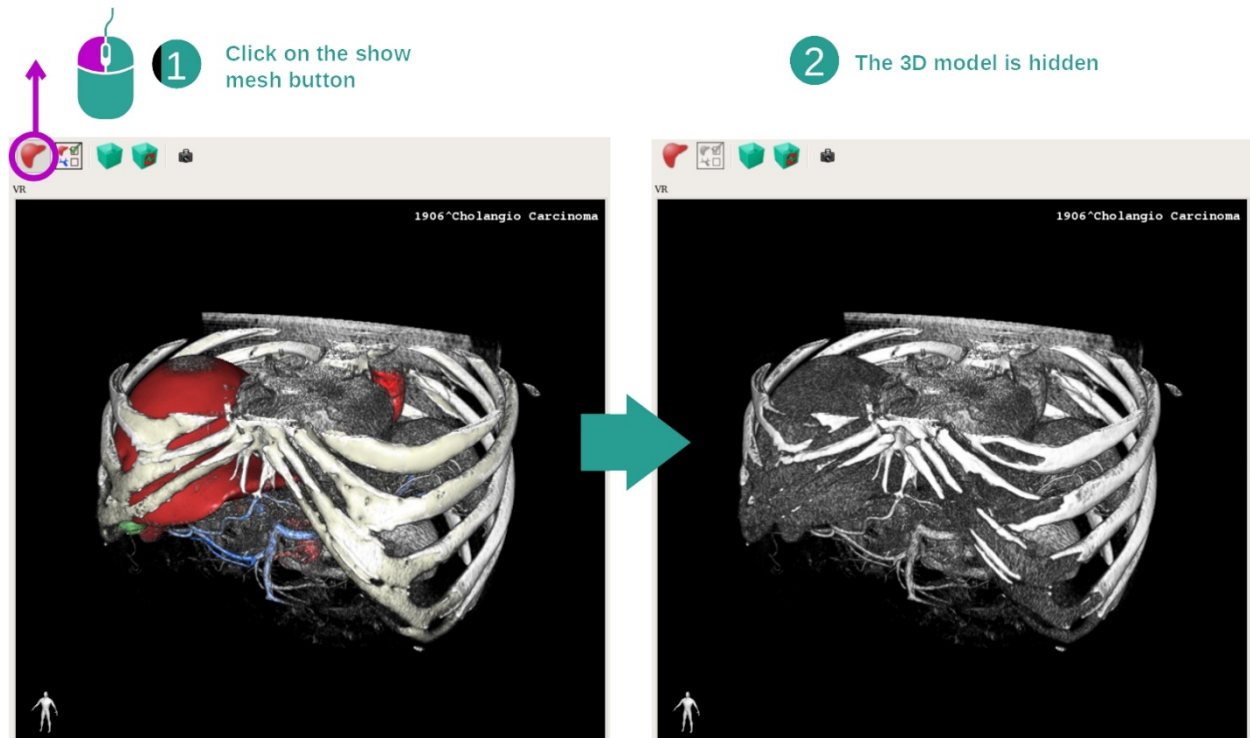 1
Click on the show
mesh button
2
The 3D model is hidden
VR
1906^Cholangio Carcinoma
VR
1906^Cholangio Carcinoma